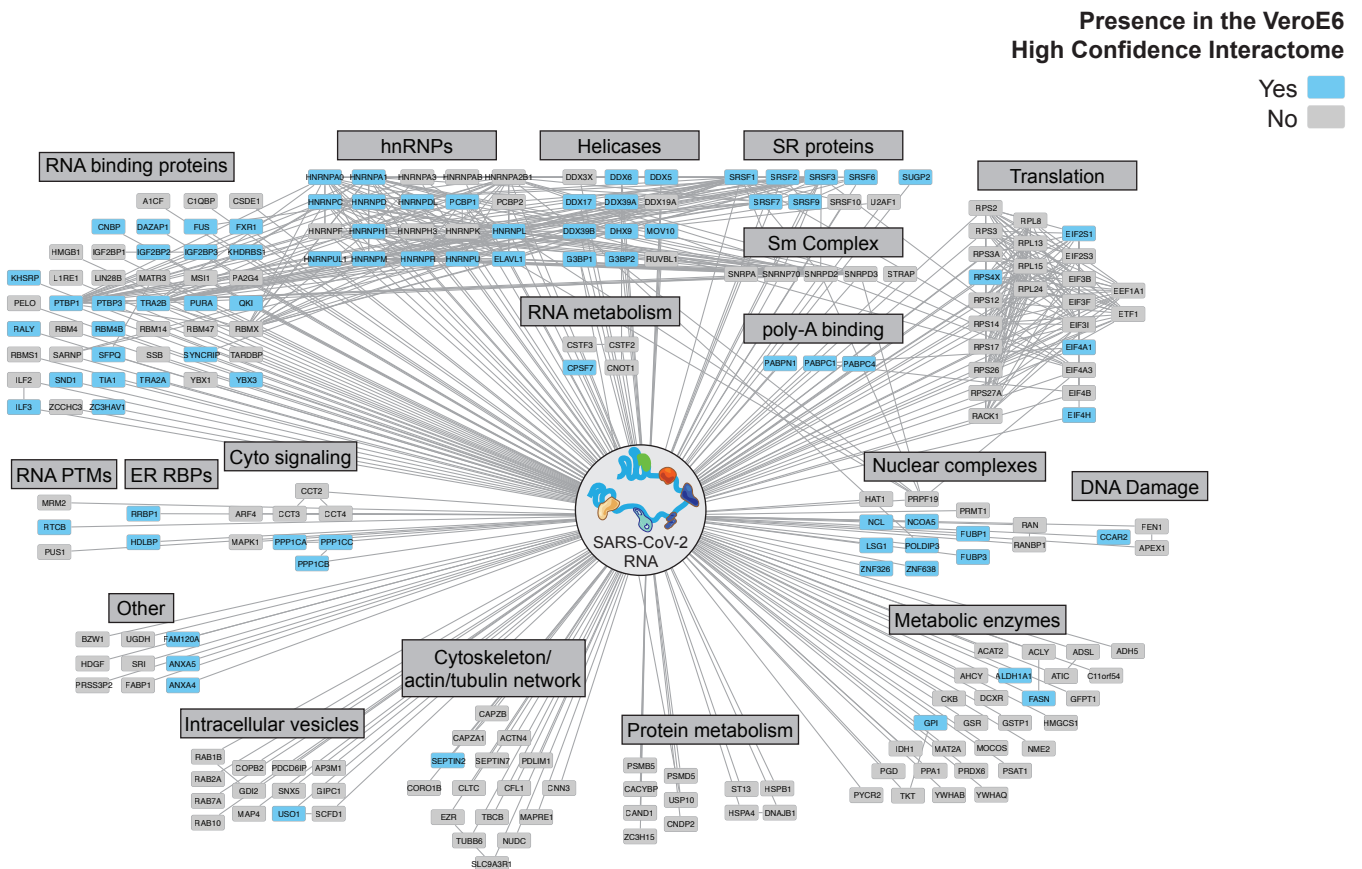 Presence in the VeroE6
High Confidence Interactome
Yes
No
RNA binding proteins
A1CF C1QBP CSDE1
CNBP DAZAP1 FUS FXR1
HMGB1 IGF2BP1 IGF2BP2 IGF2BP3 KHDRBS1
KHSRP L1RE1 LIN28B MATR3 MSI1 PA2G4
PELO PTBP1 PTBP3 TRA2B PURA QKI
RALY RBM4 RBM4B RBM14 RBM47 RBMX
RBMS1 SARNP SFPQ SSB SYNCRIP TARDBP
ILF2 SND1 TIA1 TRA2A YBX1 YBX3
ILF3 ZCCHC3 ZC3HAV1
hnRNPs
HNRNPA0 HNRNPA1 HNRNPA3 HNRNPAB HNRNPA2B1
HNRNPC HNRNPD HNRNPDL PCBP1 PCBP2
HNRNPF HNRNPH1 HNRNPH3 HNRNPK HNRNPL
HNRNPUL1 HNRNPM HNRNPR HNRNPU ELAVL1
Helicases
DDX3X DDX6 DDX5
DDX17 DDX39A DDX19A
DDX39B DHX9 MOV10
G3BP1 G3BP2 RUVBL1
SR proteins
SRSF1 SRSF2 SRSF3 SRSF6 SUGP2
SRSF7 SRSF9 SRSF10 U2AF1
Sm Complex
SNRPA SNRNP70 SNRPD2 SNRPD3 STRAP
RNA metabolism
CSTF3 CSTF2
CPSF7 CNOT1
poly-A binding
PABPN1 PABPC1 PABPC4
Translation
RPS2
RPS3
RPS3A
RPS4X
RPS12
RPS14
RPS17
RPS26
RPS27A
RACK1
RPL8
RPL13
RPL15
RPL24
EIF2S1
EIF2S3
EIF3B
EIF3F
EIF3I
EIF4A1
EIF4A3
EIF4B
EIF4H
EEF1A1
ETF1
RNA PTMs
MRM2
RTCB
PUS1
ER RBPs
RRBP1
HDLBP
Cyto signaling
CCT2
ARF4 CCT3 CCT4
MAPK1 PPP1CA PPP1CC
PPP1CB
SARS-CoV-2
RNA
Nuclear complexes
HAT1 PRPF19
PRMT1
NCL NCOA5
FUBP1
RAN
LSG1 POLDIP3
RANBP1
FUBP3
ZNF326 ZNF638
DNA Damage
FEN1
CCAR2
APEX1
Other
BZW1 UGDH FAM120A
HDGF SRI ANXA5
PRSS3P2 FABP1 ANXA4
Intracellular vesicles
RAB1B
RAB2A
RAB7A
RAB10
COPB2 PDCD6IP AP3M1
GDI2 SNX5 GIPC1
MAP4 USO1 SCFD1
Cytoskeleton/
actin/tubulin network
CAPZB
CAPZA1 ACTN4
SEPTIN2 SEPTIN7 PDLIM1
CORO1B CLTC CFL1 CNN3
EZR TBCB MAPRE1
TUBB6 NUDC
SLC9A3R1
Protein metabolism
PSMB5
CACYBP
CAND1
ZC3H15
PSMD5
USP10
CNDP2
ST13 HSPB1
HSPA4 DNAJB1
Metabolic enzymes
ACAT2 ACLY ADSL ADH5
AHCY ALDH1A1 ATIC C11orf54
CKB DCXR FASN GFPT1
GPI GSR GSTP1 HMGCS1
IDH1 MAT2A MOCOS NME2
PGD PPA1 PRDX6 PSAT1
PYCR2 TKT YWHAB YWHAQ